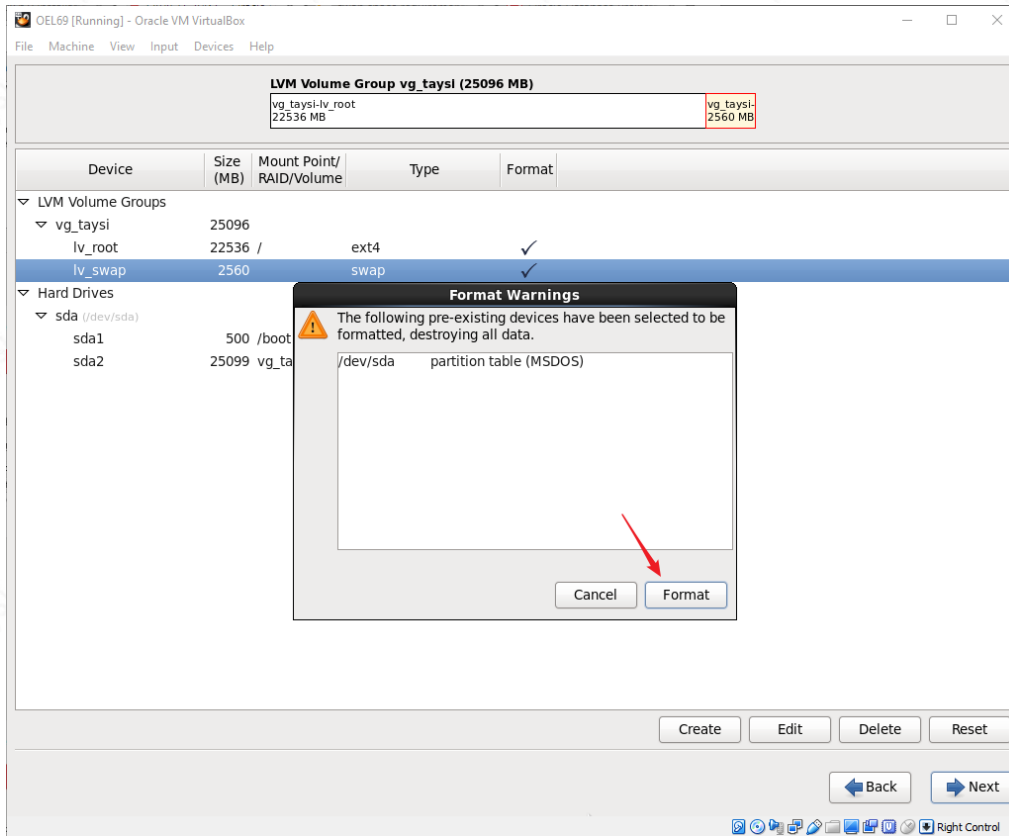 OEL69 [Running] - Oracle VM VirtualBox
File Machine View Input Devices Help
LVM Volume Group vg_taysi (25096 MB)
vg_taysi-lv_root
22536 MB
vg_taysi-
2560 MB
Device
Size
(MB)
Mount Point/
RAID/Volume
Type
Format
LVM Volume Groups
vg_taysi 25096
lv_root 22536 / ext4
lv_swap 2560 swap
Hard Drives
sda (/dev/sda)
sda1 500 /boot
sda2 25099 vg_ta
Format Warnings
The following pre-existing devices have been selected to be
formatted, destroying all data.
/dev/sda partition table (MSDOS)
Cancel Format
Create Edit Delete Reset
Back Next
Right Control